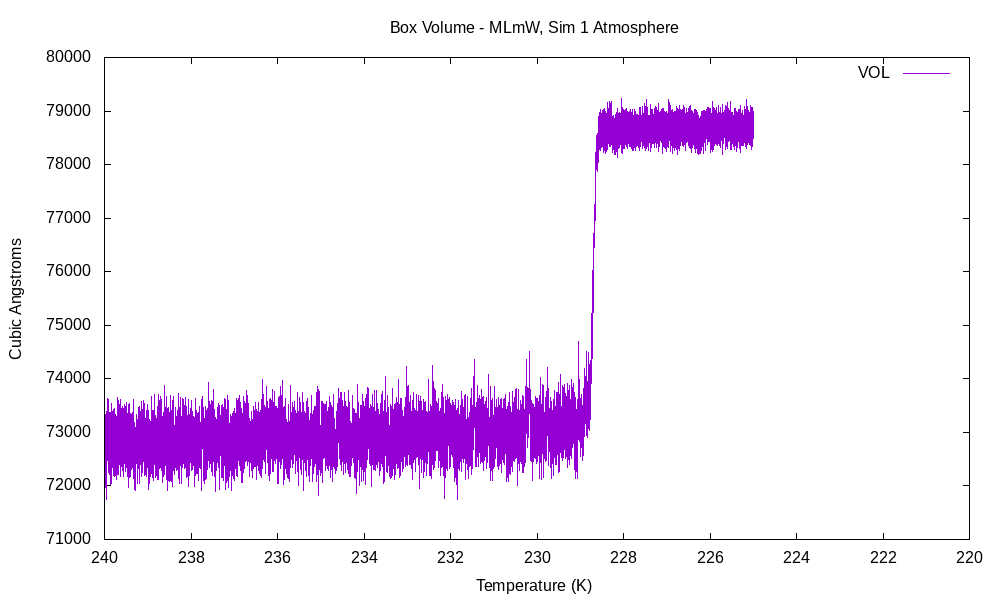 Box Volume - MLmW, Sim 1 Atmosphere
VOL
80000
79000
78000
77000
76000
75000
74000
73000
72000
71000
Cubic Angstroms
240 238 236 234 232 230 228 226 224 222 220
Temperature (K)